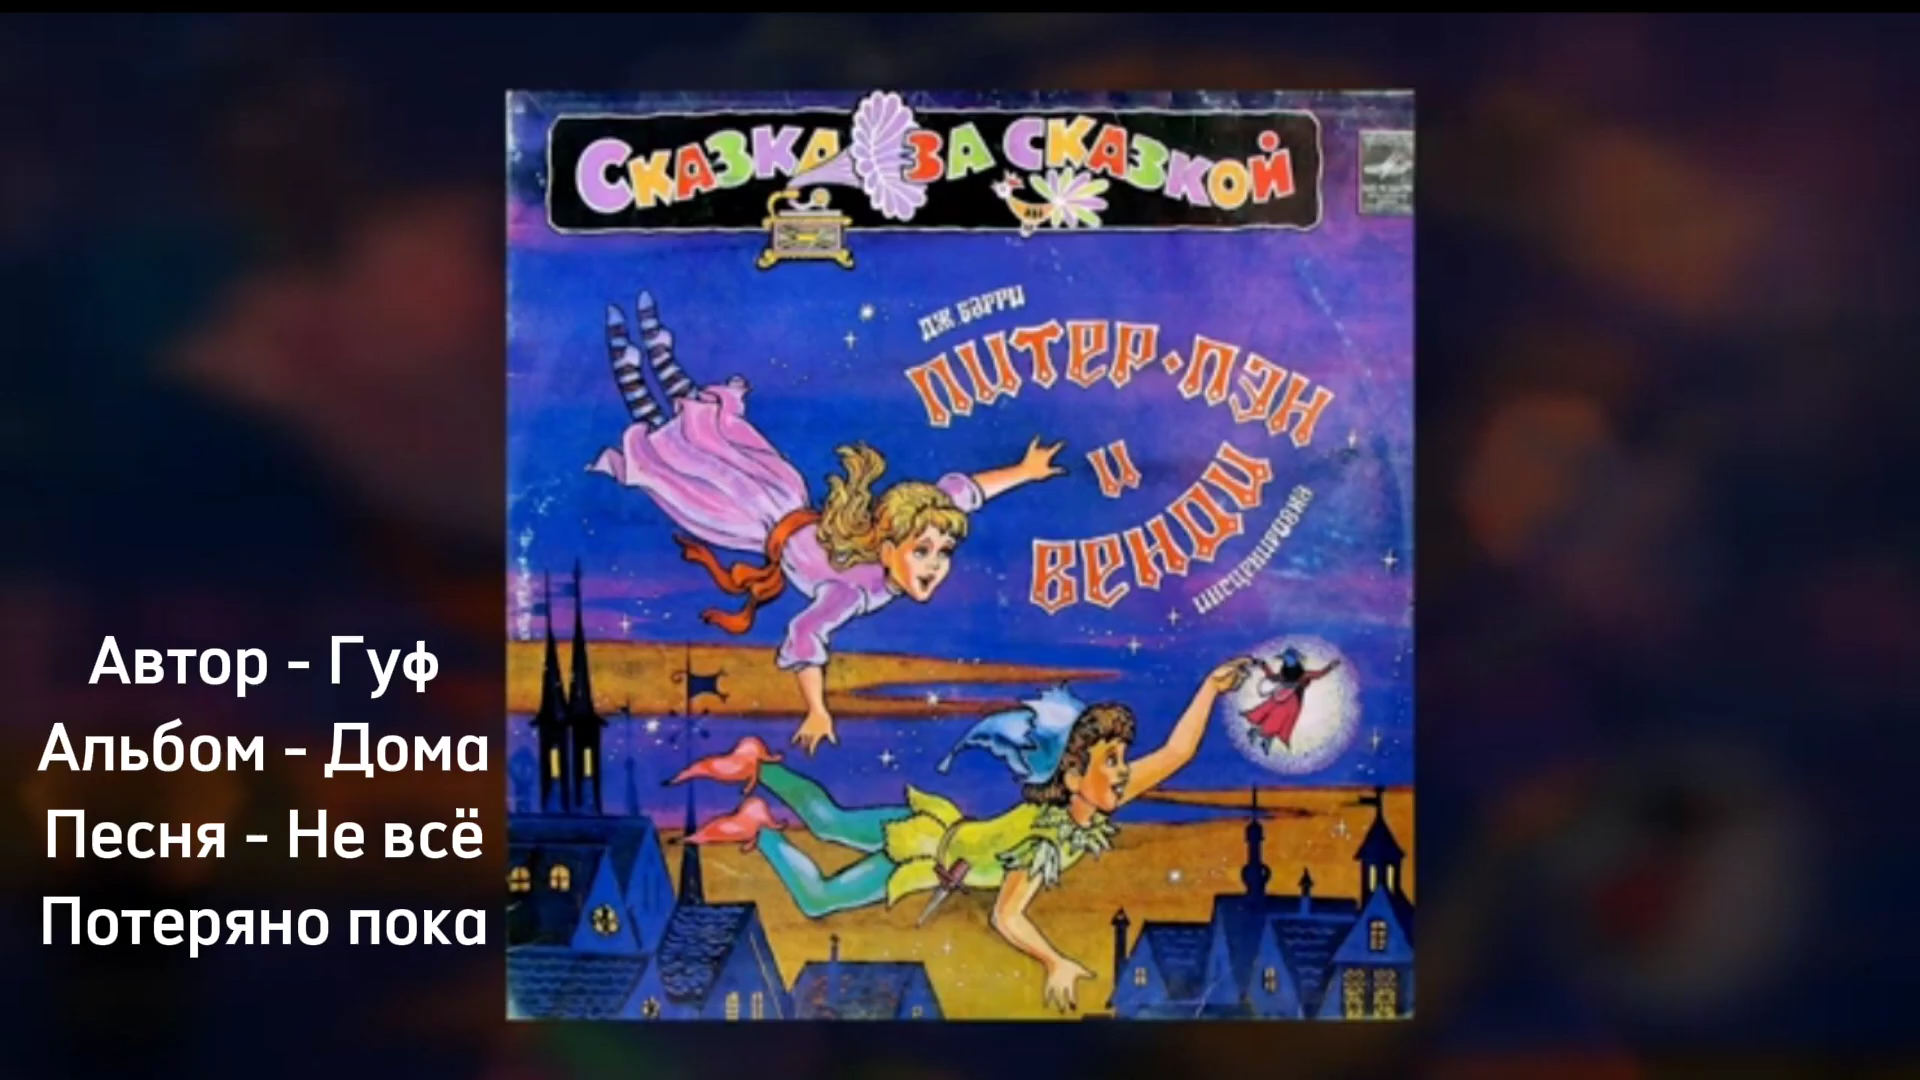 Сказка за сказкой
Дж. Барри
Питер·Пэн
и
Венди
инсценировка
Автор - Гуф
Альбом - Дома
Песня - Не всё
Потеряно пока